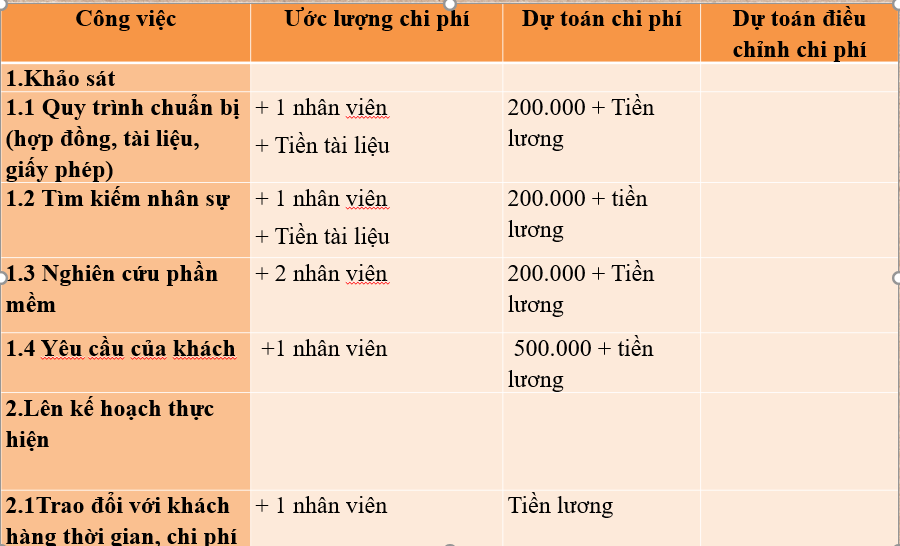 Công việc
Ước lượng chi phí
Dự toán chi phí
Dự toán điều
chỉnh chi phí
1.Khảo sát
1.1 Quy trình chuẩn bị
(hợp đồng, tài liệu,
giấy phép)
+ 1 nhân viên
+ Tiền tài liệu
200.000 + Tiền
lương
1.2 Tìm kiếm nhân sự
+ 1 nhân viên
+ Tiền tài liệu
200.000 + tiền
lương
1.3 Nghiên cứu phần
mềm
+ 2 nhân viên
200.000 + Tiền
lương
1.4 Yêu cầu của khách
+1 nhân viên
500.000 + tiền
lương
2.Lên kế hoạch thực
hiện
2.1Trao đổi với khách
hàng thời gian, chi phí
+ 1 nhân viên
Tiền lương